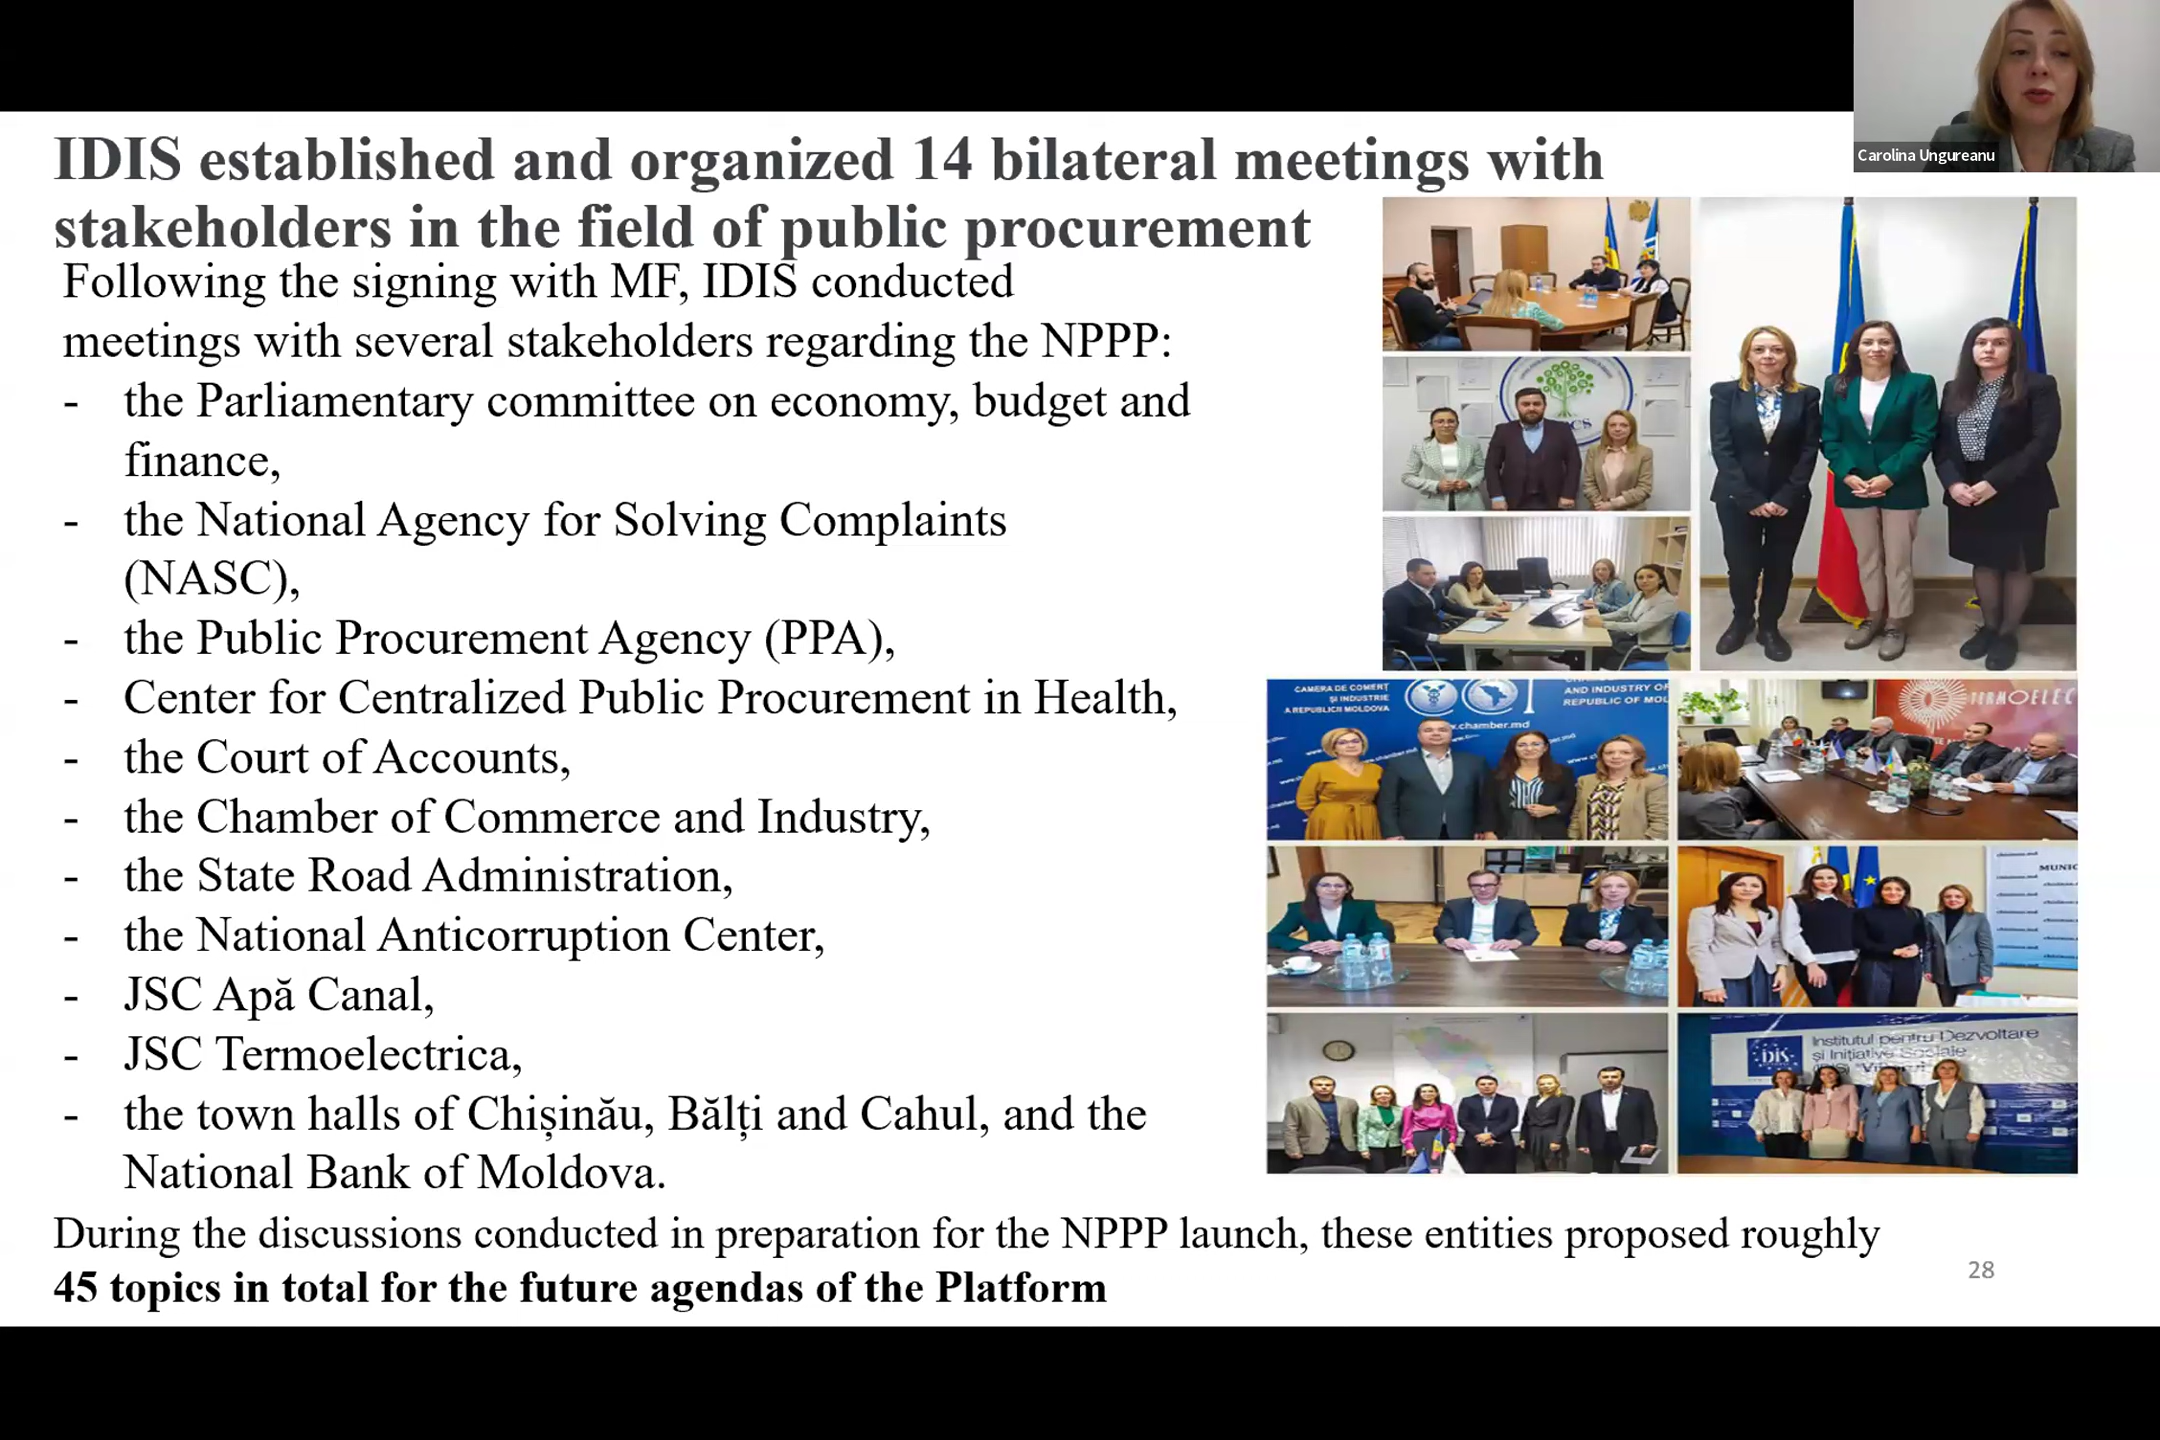 Carolina Ungureanu
IDIS established and organized 14 bilateral meetings with
stakeholders in the field of public procurement
Following the signing with MF, IDIS conducted
meetings with several stakeholders regarding the NPPP:
- the Parliamentary committee on economy, budget and
finance,
- the National Agency for Solving Complaints
(NASC),
- the Public Procurement Agency (PPA),
- Center for Centralized Public Procurement in Health,
- the Court of Accounts,
- the Chamber of Commerce and Industry,
- the State Road Administration,
- the National Anticorruption Center,
- JSC Apă Canal,
- JSC Termoelectrica,
- the town halls of Chișinău, Bălți and Cahul, and the
National Bank of Moldova.
During the discussions conducted in preparation for the NPPP launch, these entities proposed roughly
45 topics in total for the future agendas of the Platform
28
CAMERA DE COMERȚ
ȘI INDUSTRIE
A REPUBLICII MOLDOVA
AND INDUSTRY OF
REPUBLIC OF MOL
.chamber.md
TERMOELEC
MUNIC
IDIS
Institutul pentru Dezvoltare
și Inițiative Sociale